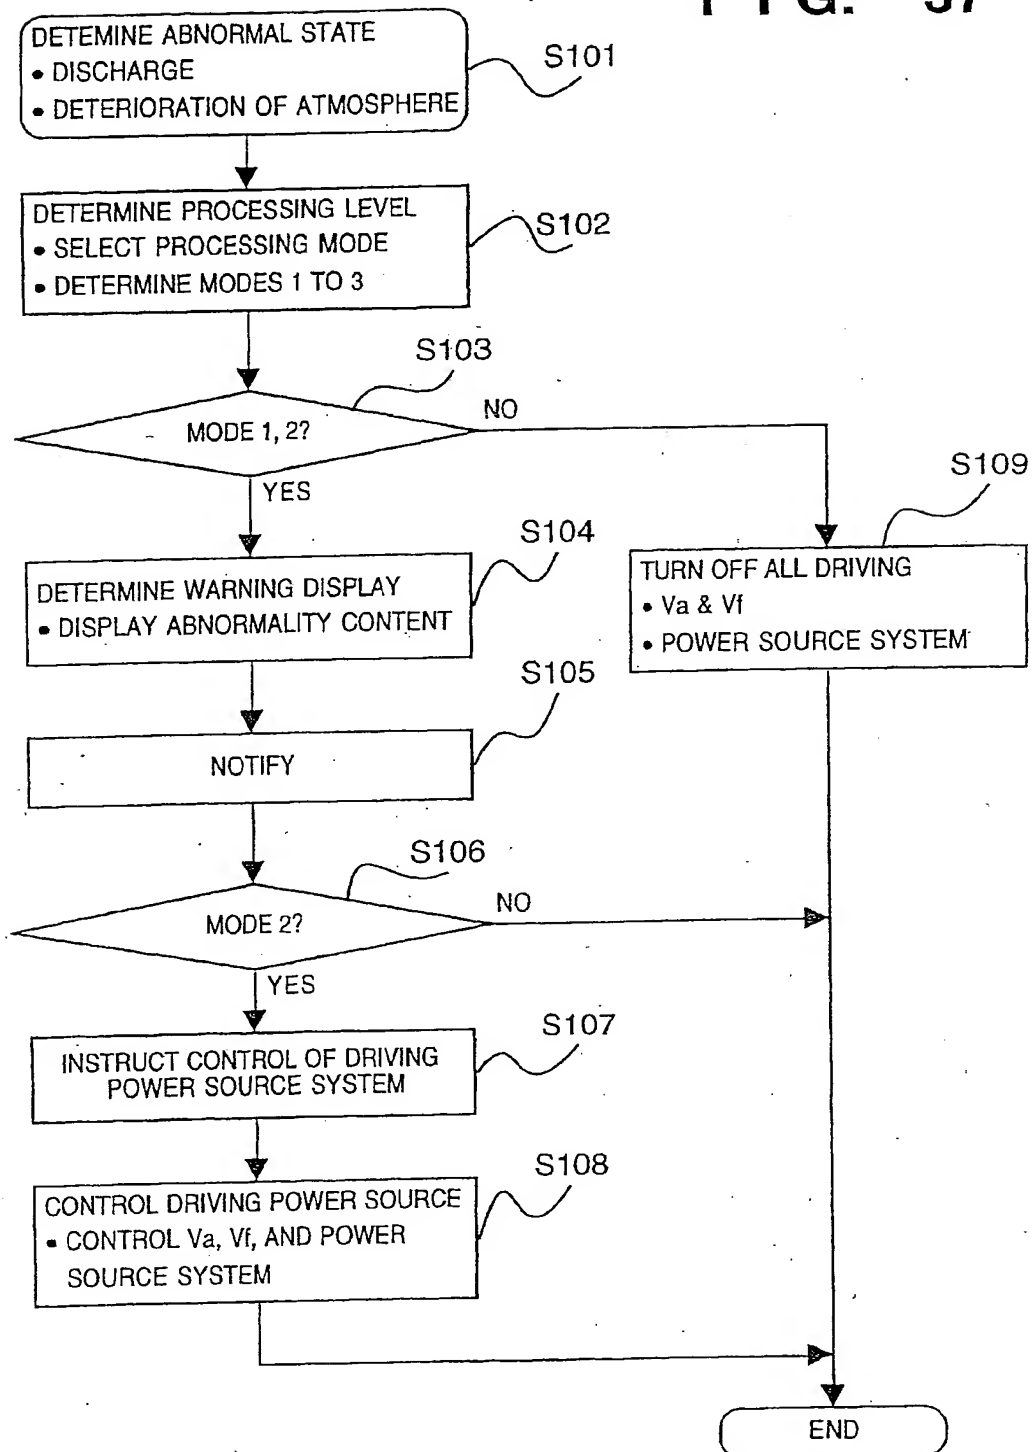 DETEMINE ABNORMAL STATE
• DISCHARGE
• DETERIORATION OF ATMOSPHERE
S101
DETERMINE PROCESSING LEVEL
• SELECT PROCESSING MODE
• DETERMINE MODES 1 TO 3
S102
S103
MODE 1, 2?
NO
YES
S109
S104
DETERMINE WARNING DISPLAY
• DISPLAY ABNORMALITY CONTENT
TURN OFF ALL DRIVING
• Va & Vf
• POWER SOURCE SYSTEM
S105
NOTIFY
S106
MODE 2?
NO
YES
S107
INSTRUCT CONTROL OF DRIVING
POWER SOURCE SYSTEM
S108
CONTROL DRIVING POWER SOURCE
• CONTROL Va, Vf, AND POWER
SOURCE SYSTEM
END